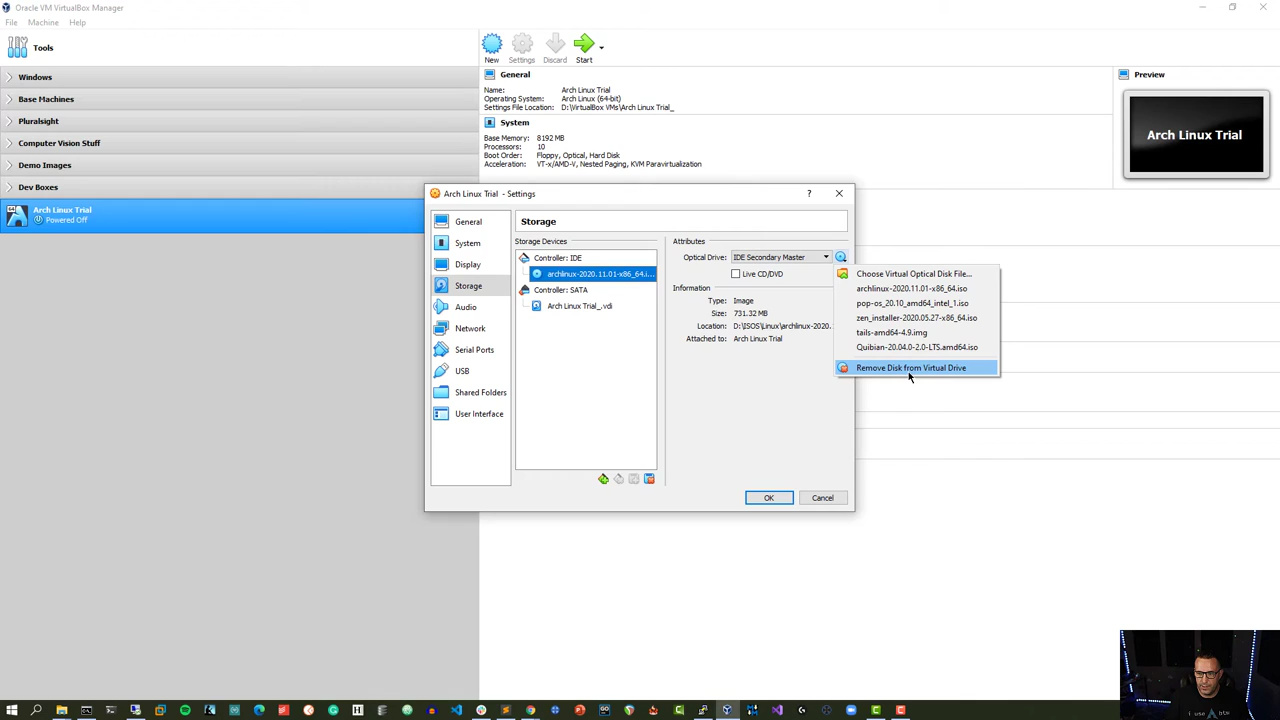 Oracle VM VirtualBox Manager
File Machine Help
Tools
Windows
Base Machines
Pluralsight
Computer Vision Stuff
Demo Images
Dev Boxes
Arch Linux Trial
Powered Off
New Settings Discard Start
General
Name: Arch Linux Trial
Operating System: Arch Linux (64-bit)
Settings File Location: D:\VirtualBox VMs\Arch Linux Trial_
System
Base Memory: 8192 MB
Processors: 10
Boot Order: Floppy, Optical, Hard Disk
Acceleration: VT-x/AMD-V, Nested Paging, KVM Paravirtualization
Preview
Arch Linux Trial
Arch Linux Trial - Settings
General
System
Display
Storage
Audio
Network
Serial Ports
USB
Shared Folders
User Interface
Storage
Storage Devices
Controller: IDE
archlinux-2020.11.01-x86_64.i...
Controller: SATA
Arch Linux Trial_.vdi
Attributes
Optical Drive: IDE Secondary Master
Live CD/DVD
Information
Type: Image
Size: 731.32 MB
Location: D:\ISOS\Linux\archlinux-2020.
Attached to: Arch Linux Trial
Choose Virtual Optical Disk File...
archlinux-2020.11.01-x86_64.iso
pop-os_20.10_amd64_intel_1.iso
zen_installer-2020.05.27-x86_64.iso
tails-amd64-4.9.img
Quibian-20.04.0-2.0-LTS.amd64.iso
Remove Disk from Virtual Drive
OK Cancel
i use